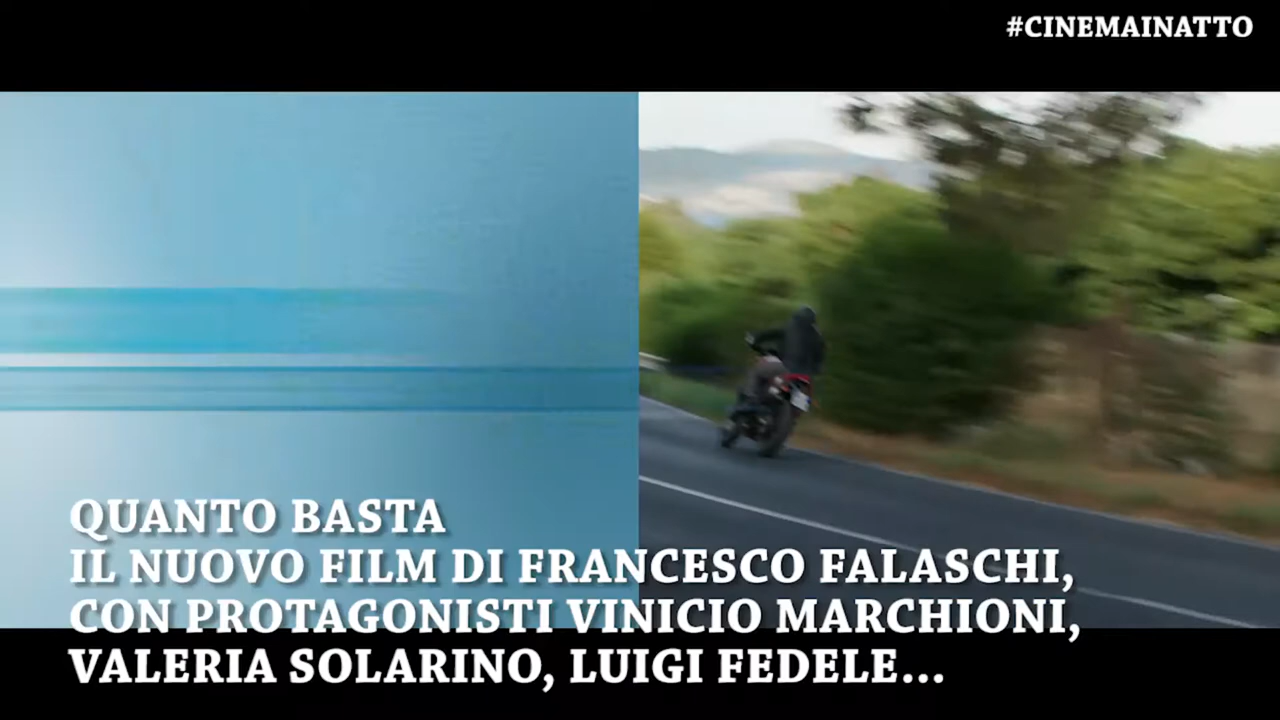 #CINEMAINATTO
QUANTO BASTA
IL NUOVO FILM DI FRANCESCO FALASCHI,
CON PROTAGONISTI VINICIO MARCHIONI,
VALERIA SOLARINO, LUIGI FEDELE...